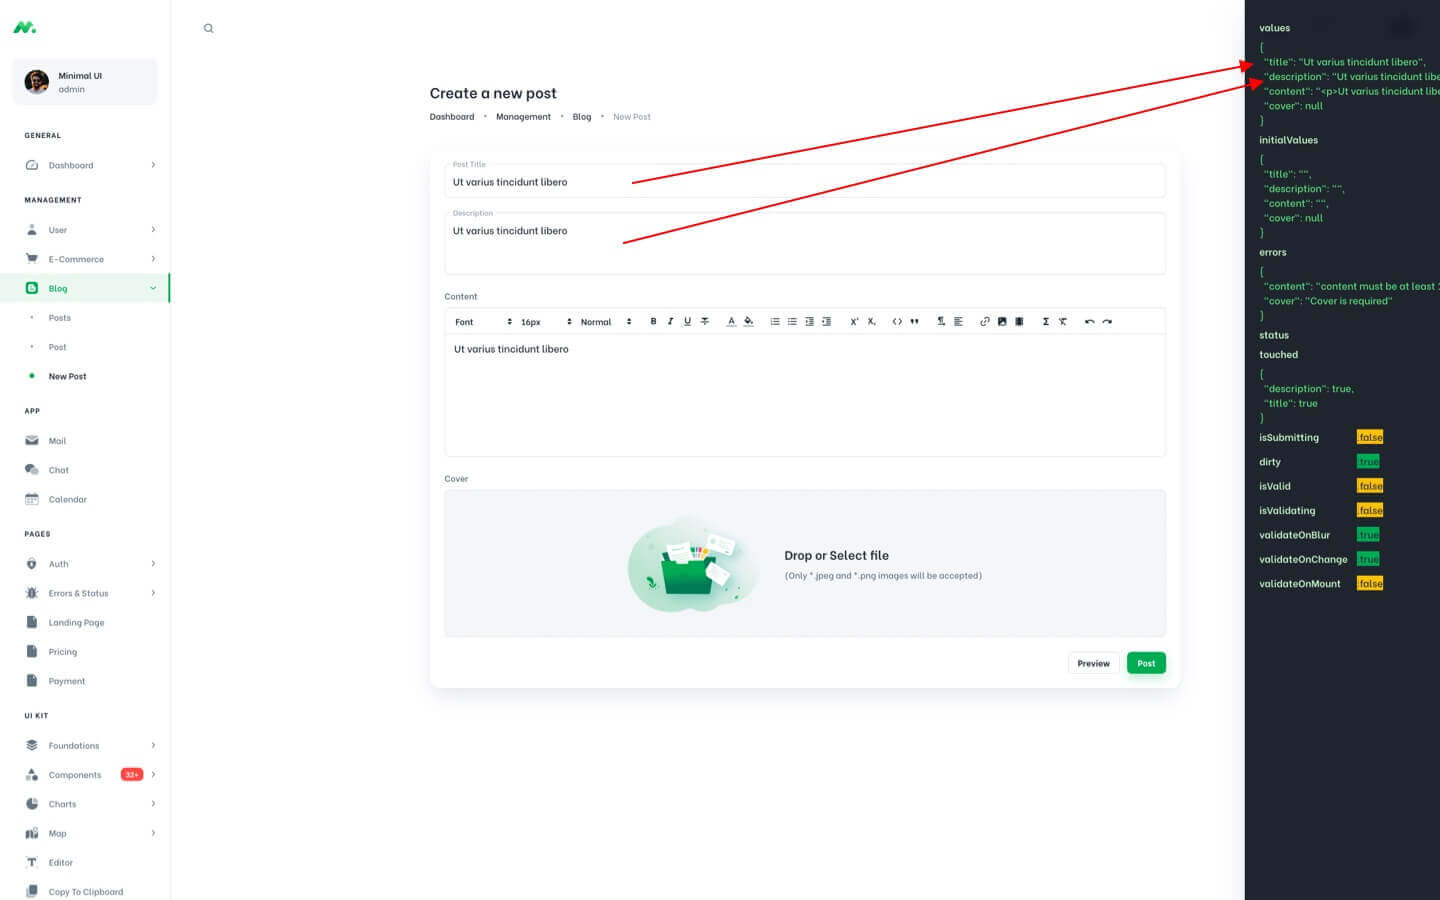 Minimal UI
admin
GENERAL
Dashboard
MANAGEMENT
User
E-Commerce
Blog
Posts
Post
New Post
APP
Mail
Chat
Calendar
PAGES
Auth
Errors & Status
Landing Page
Pricing
Payment
UI KIT
Foundations
Components 33+
Charts
Map
Editor
Copy To Clipboard
Create a new post
Dashboard • Management • Blog • New Post
Post Title
Ut varius tincidunt libero
Description
Ut varius tincidunt libero
Content
Font 16px Normal
Ut varius tincidunt libero
Cover
Drop or Select file
(Only *.jpeg and *.png images will be accepted)
Preview Post
values
{
"title": "Ut varius tincidunt libero",
"description": "Ut varius tincidunt libe
"content": "<p>Ut varius tincidunt libe
"cover": null
}
initialValues
{
"title": "",
"description": "",
"content": "",
"cover": null
}
errors
{
"content": "content must be at least
"cover": "Cover is required"
}
status
touched
{
"description": true,
"title": true
}
isSubmitting false
dirty true
isValid false
isValidating false
validateOnBlur true
validateOnChange true
validateOnMount false